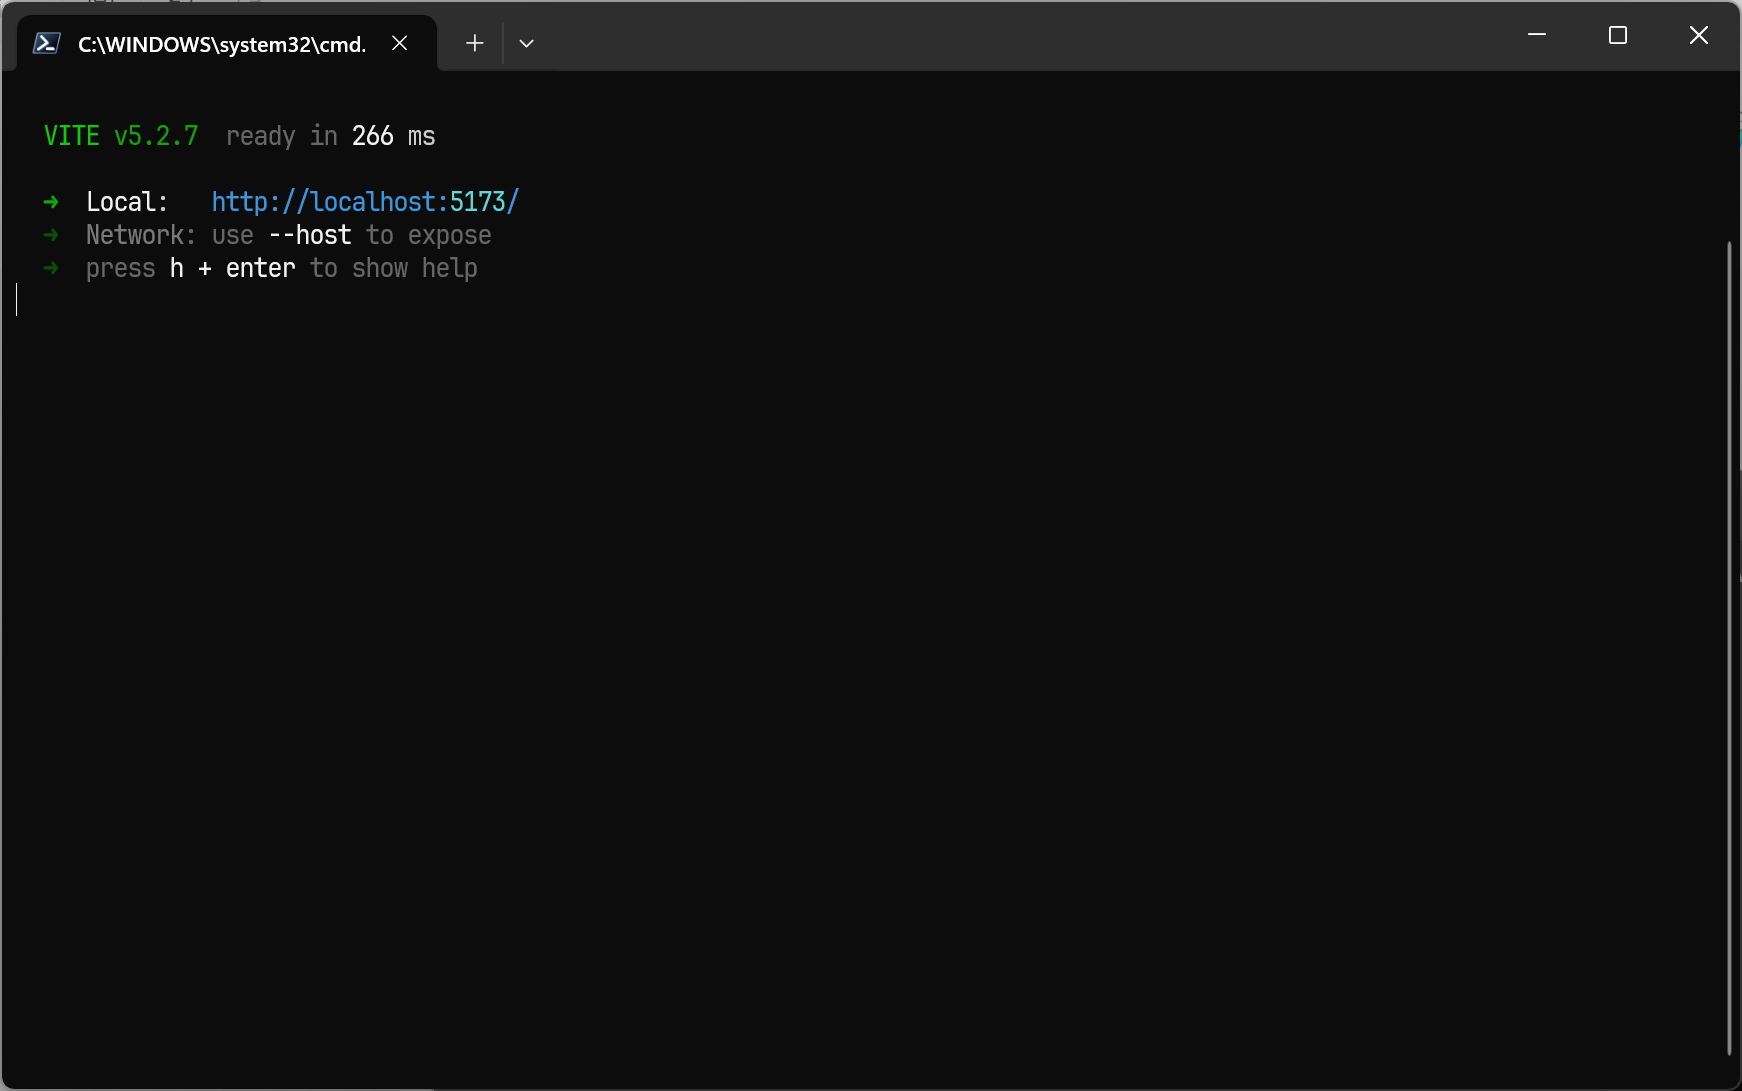 C:\WINDOWS\system32\cmd.
VITE v5.2.7 ready in 266 ms
➜ Local: http://localhost:5173/
➜ Network: use --host to expose
➜ press h + enter to show help